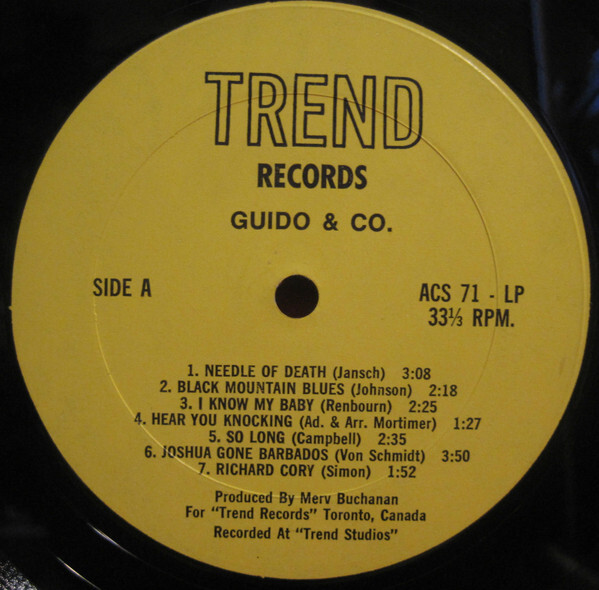 TREND
RECORDS
GUIDO & CO.
SIDE A
ACS 71 - LP
33⅓ RPM.
1. NEEDLE OF DEATH (Jansch) 3:08
2. BLACK MOUNTAIN BLUES (Johnson) 2:18
3. I KNOW MY BABY (Renbourn) 2:25
4. HEAR YOU KNOCKING (Ad. & Arr. Mortimer) 1:27
5. SO LONG (Campbell) 2:35
6. JOSHUA GONE BARBADOS (Von Schmidt) 3:50
7. RICHARD CORY (Simon) 1:52
Produced By Merv Buchanan
For "Trend Records" Toronto, Canada
Recorded At "Trend Studios"